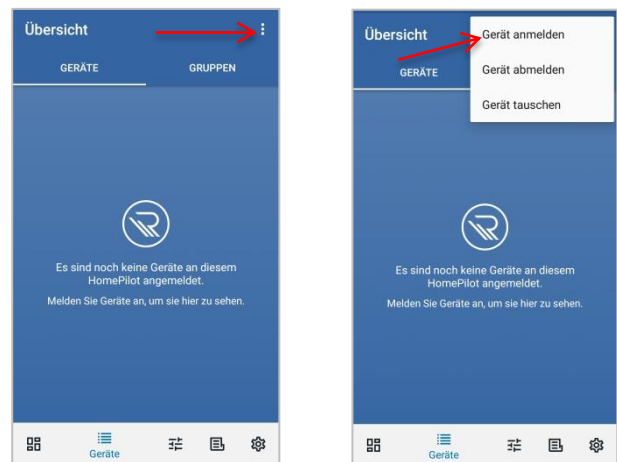 Übersicht
GERÄTE
GRUPPEN
Es sind noch keine Geräte an diesem
HomePilot angemeldet.
Melden Sie Geräte an, um sie hier zu sehen.
Geräte
Übersicht
GERÄTE
Gerät anmelden
Gerät abmelden
Gerät tauschen
Es sind noch keine Geräte an diesem
HomePilot angemeldet.
Melden Sie Geräte an, um sie hier zu sehen.
Geräte